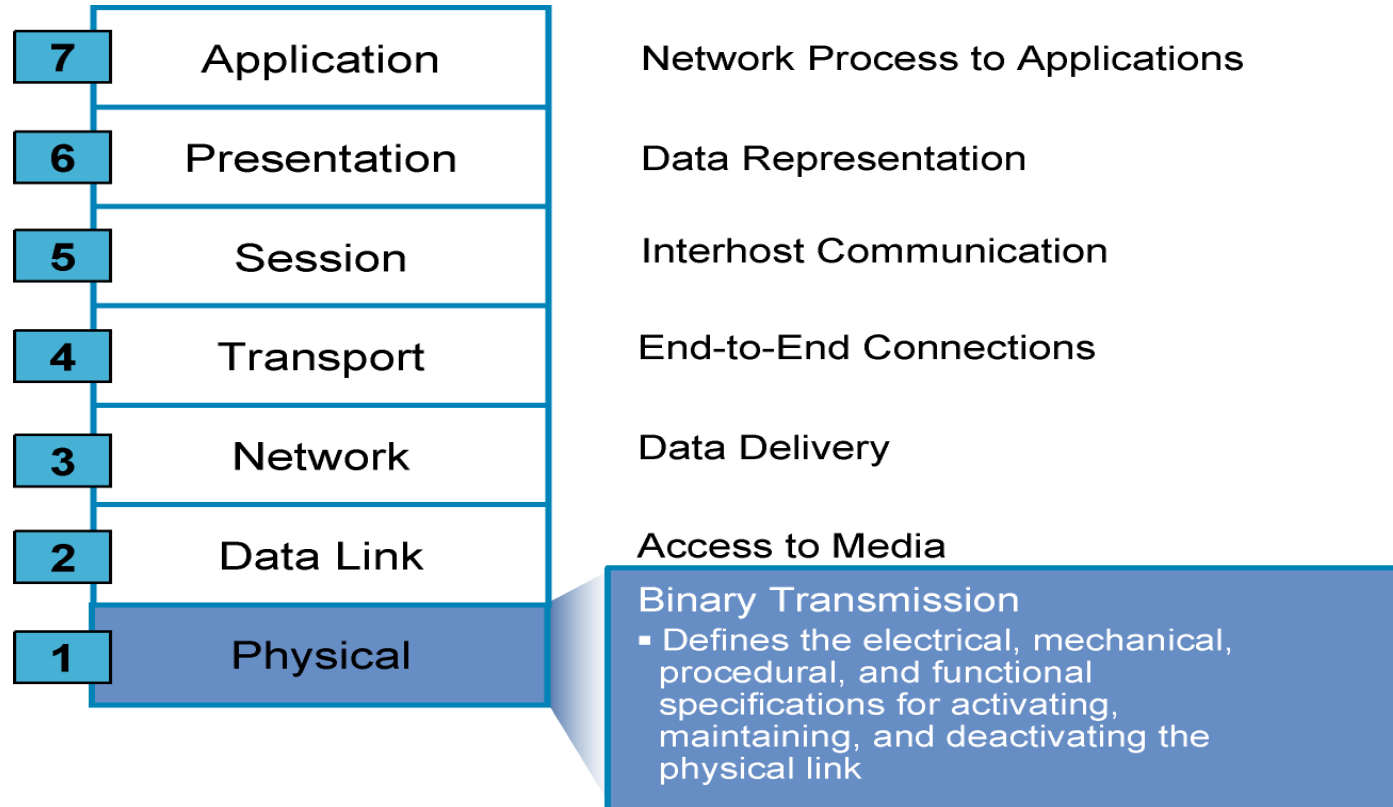 7 Application Network Process to Applications
6 Presentation Data Representation
5 Session Interhost Communication
4 Transport End-to-End Connections
3 Network Data Delivery
2 Data Link Access to Media
1 Physical Binary Transmission
▪ Defines the electrical, mechanical,
procedural, and functional
specifications for activating,
maintaining, and deactivating the
physical link